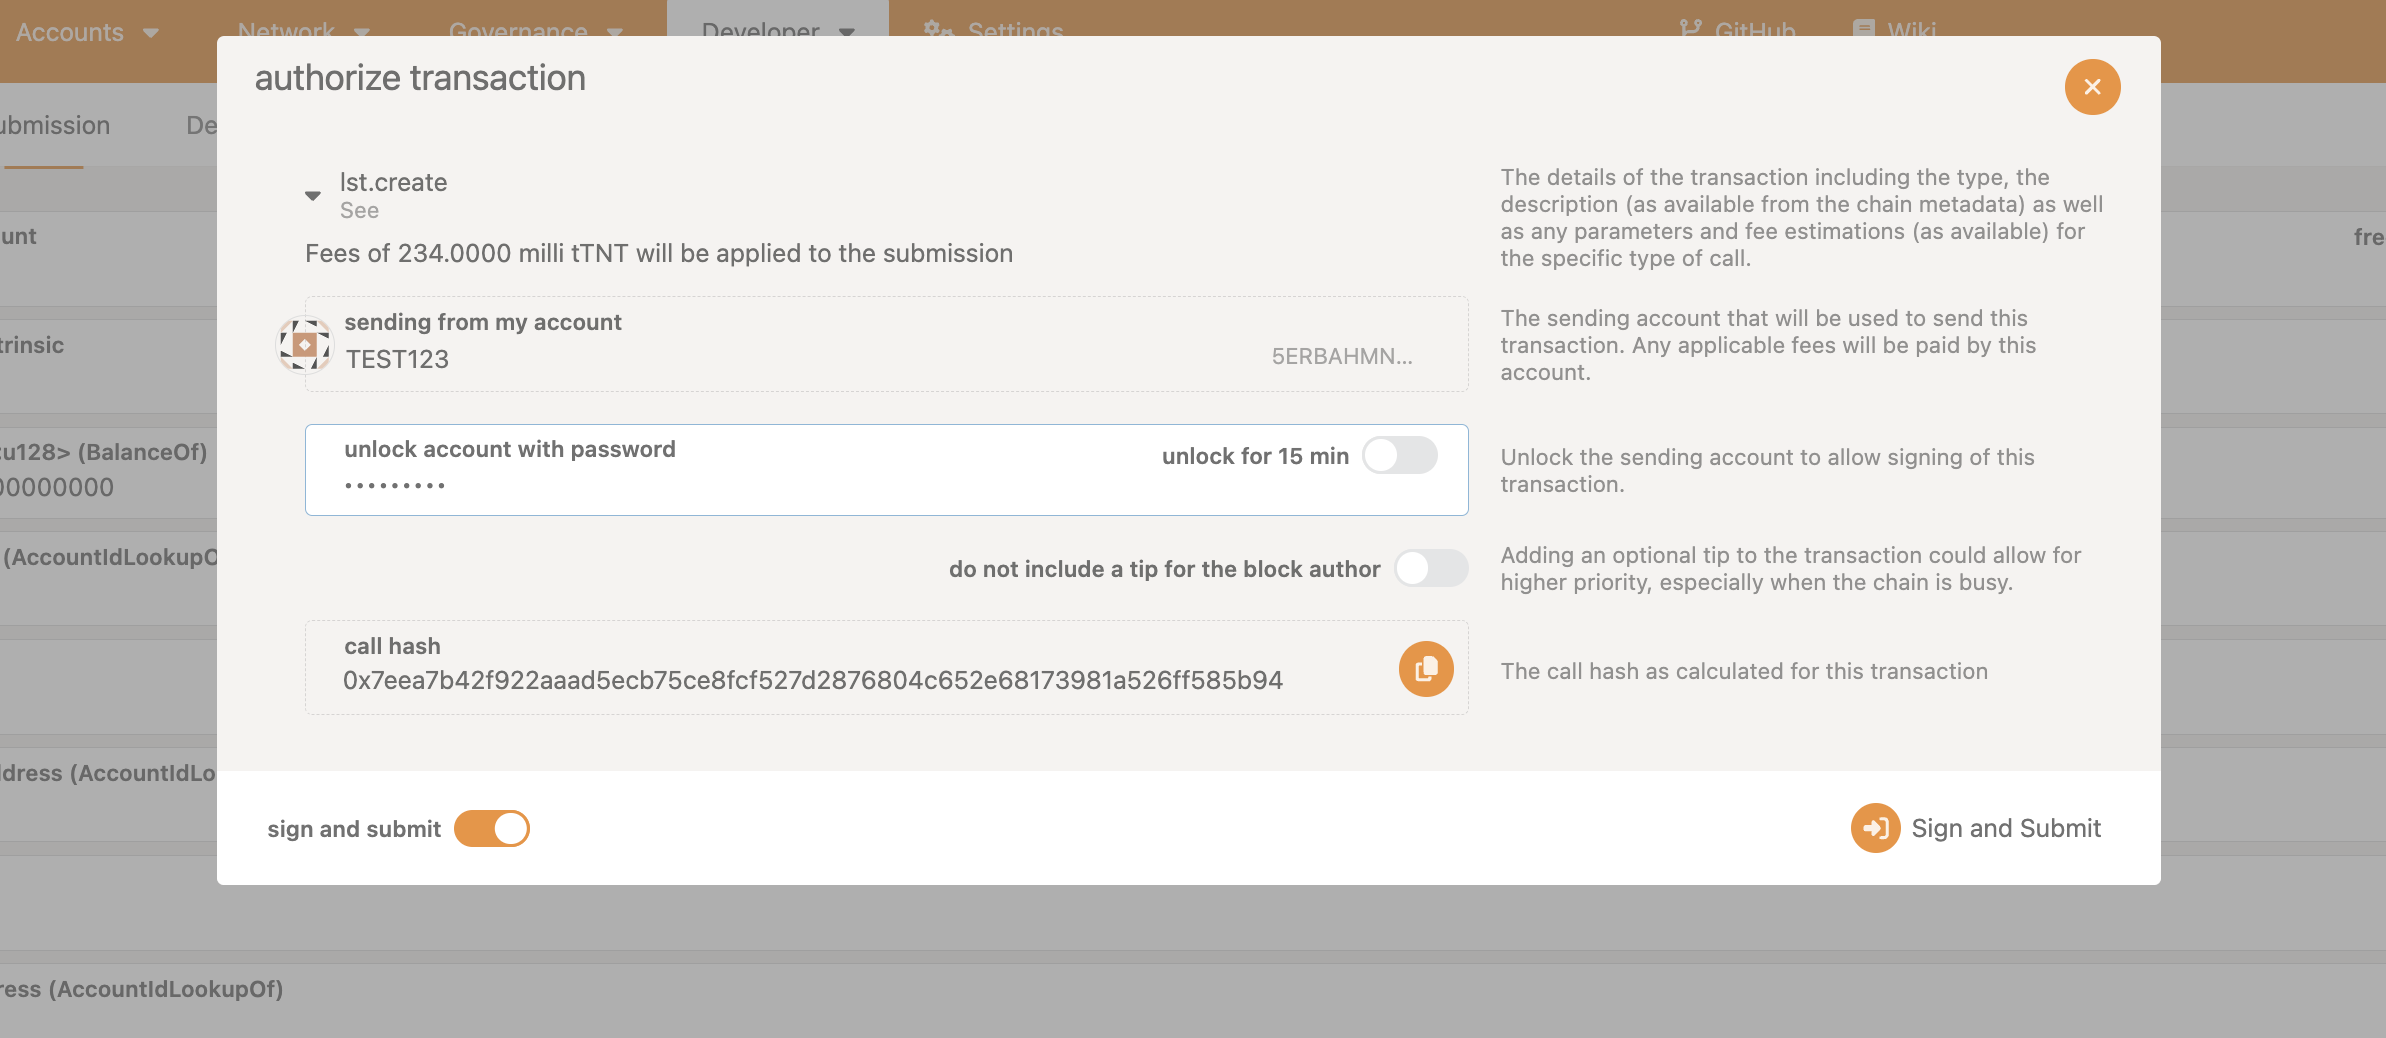 Accounts
Network
Governance
Developer
Settings
GitHub
Wiki
authorize transaction
ubmission
De
lst.create
See
Fees of 234.0000 milli tTNT will be applied to the submission
The details of the transaction including the type, the
description (as available from the chain metadata) as well
as any parameters and fee estimations (as available) for
the specific type of call.
unt
fre
sending from my account
TEST123
5ERBAHMN...
The sending account that will be used to send this
transaction. Any applicable fees will be paid by this
account.
trinsic
unlock account with password
unlock for 15 min
•••••••••
Unlock the sending account to allow signing of this
transaction.
:u128> (BalanceOf)
00000000
do not include a tip for the block author
Adding an optional tip to the transaction could allow for
higher priority, especially when the chain is busy.
(AccountIdLookupO
call hash
0x7eea7b42f922aaad5ecb75ce8fcf527d2876804c652e68173981a526ff585b94
The call hash as calculated for this transaction
ddress (AccountIdLo
sign and submit
Sign and Submit
ress (AccountIdLookupOf)